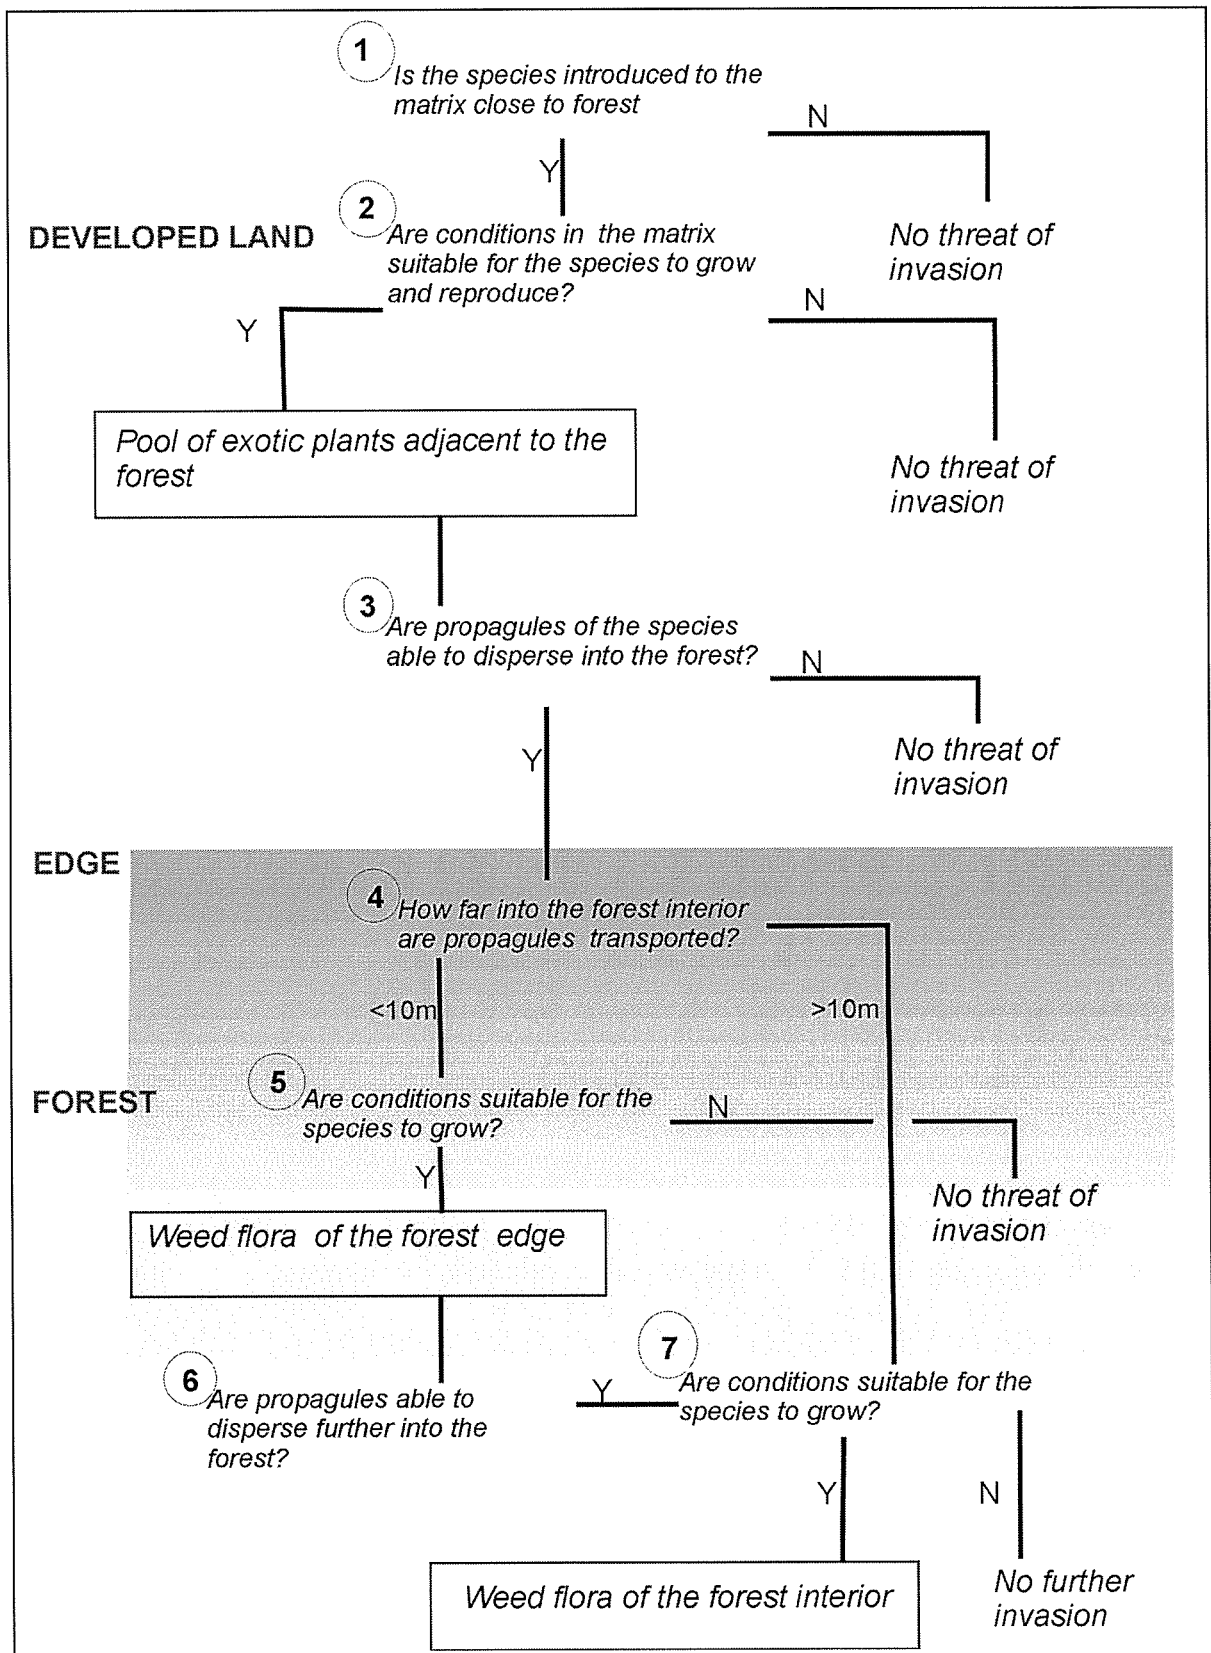 1
Is the species introduced to the
matrix close to forest
N
Y
2
DEVELOPED LAND
Are conditions in the matrix
suitable for the species to grow
and reproduce?
No threat of
invasion
N
Y
Pool of exotic plants adjacent to the
forest
No threat of
invasion
3
Are propagules of the species
able to disperse into the forest?
N
Y
No threat of
invasion
EDGE
4
How far into the forest interior
are propagules transported?
<10m
>10m
5
FOREST
Are conditions suitable for the
species to grow?
N
Y
No threat of
invasion
Weed flora of the forest edge
6
Are propagules able to
disperse further into the
forest?
Y
7
Are conditions suitable for the
species to grow?
Y
N
Weed flora of the forest interior
No further
invasion